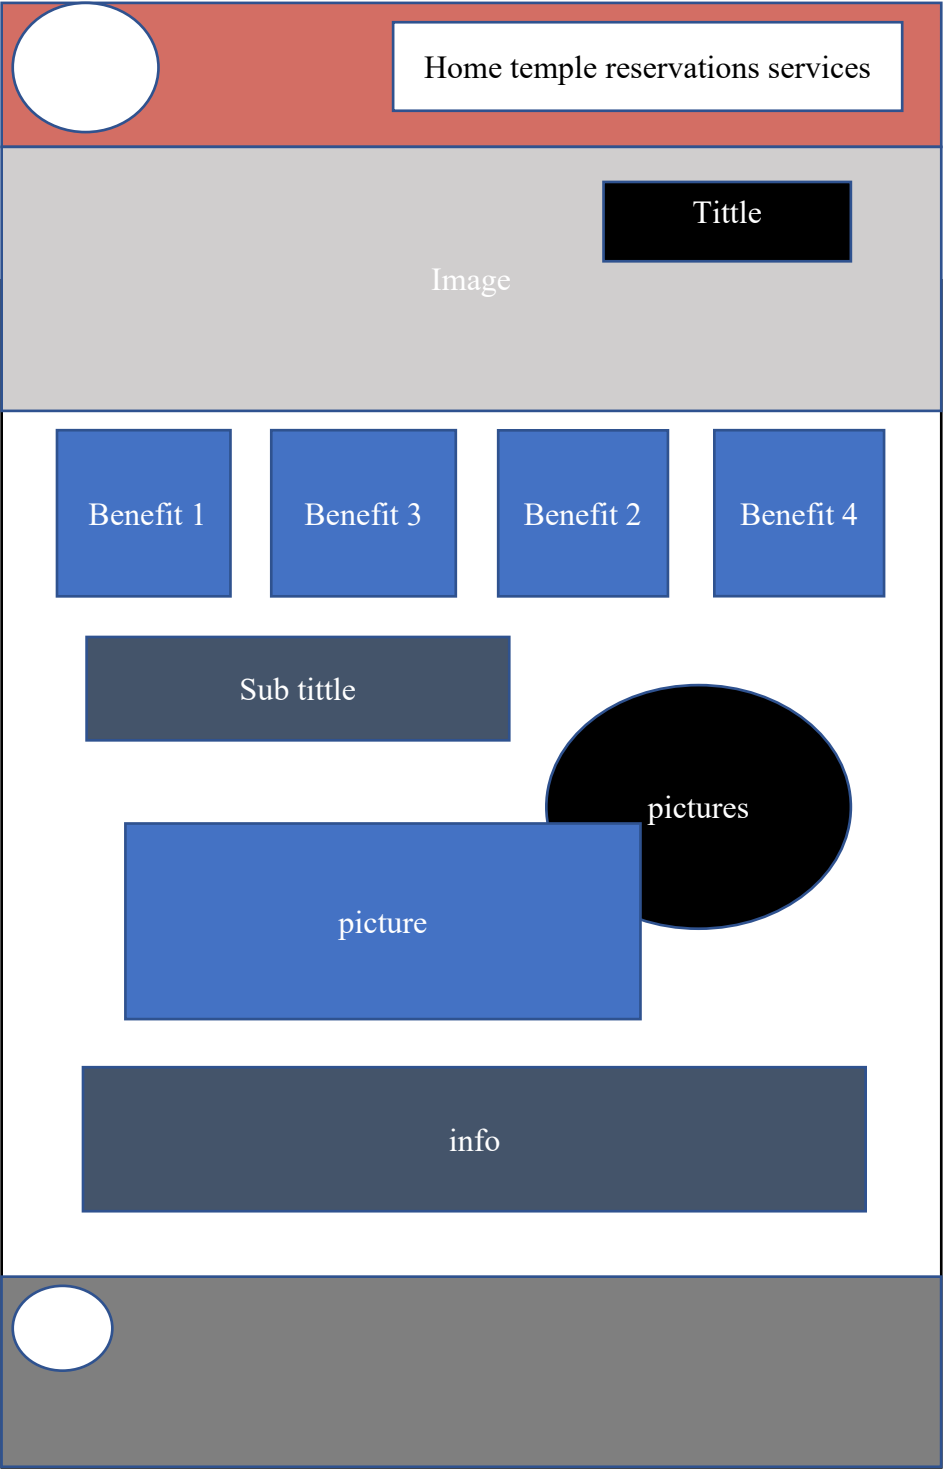 Home temple reservations services
Tittle
Image
Benefit 1
Benefit 3
Benefit 2
Benefit 4
Sub tittle
pictures
picture
info